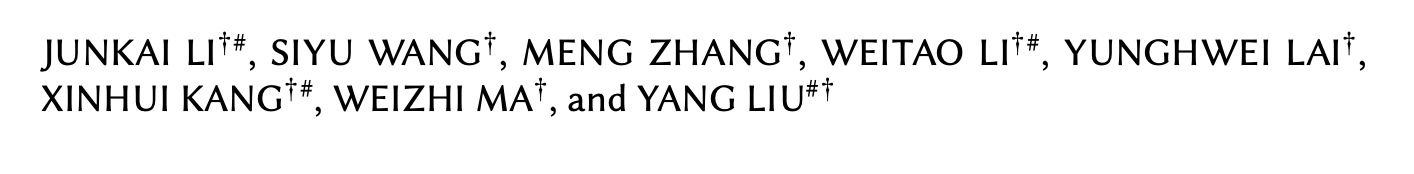 JUNKAI LI†#, SIYU WANG†, MENG ZHANG†, WEITAO LI†#, YUNGHWEI LAI†,
XINHUI KANG†#, WEIZHI MA†, and YANG LIU#†